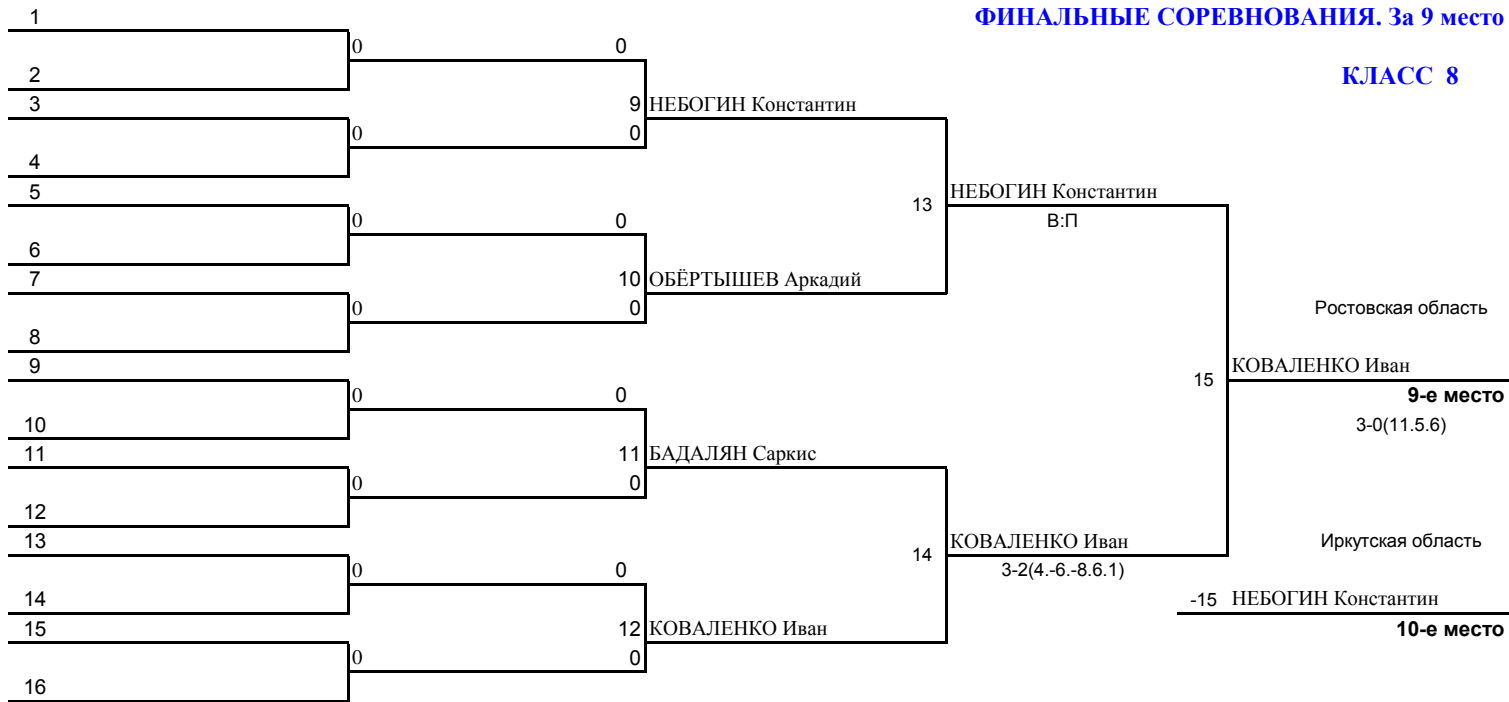 1
ФИНАЛЬНЫЕ СОРЕВНОВАНИЯ. За 9 место
0 0
2
КЛАСС 8
3
9 НЕБОГИН Константин
0 0
4
5
13 НЕБОГИН Константин
0 0
В:П
6
7
10 ОБЁРТЫШЕВ Аркадий
0 0
Ростовская область
8
9
15 КОВАЛЕНКО Иван
0 0
9-е место
10
3-0(11.5.6)
11
11 БАДАЛЯН Саркис
0 0
12
13
14 КОВАЛЕНКО Иван
Иркутская область
0 0
3-2(4.-6.-8.6.1)
14
-15 НЕБОГИН Константин
15
12 КОВАЛЕНКО Иван
10-е место
0 0
16